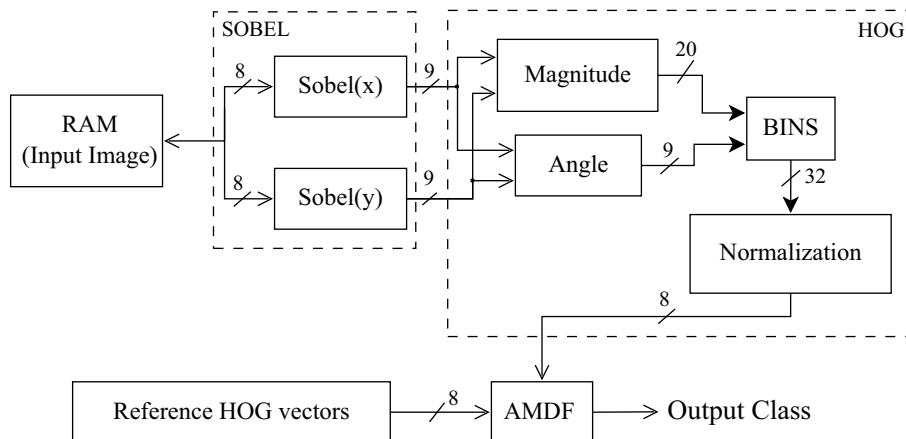 SOBEL
HOG
8
Sobel(x)
9
Magnitude
20
RAM
(Input Image)
BINS
8
Sobel(y)
9
Angle
9
32
Normalization
8
Reference HOG vectors
8
AMDF
Output Class